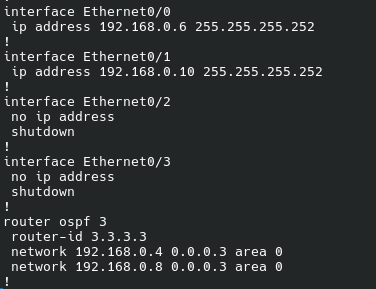 !
interface Ethernet0/0
 ip address 192.168.0.6 255.255.255.252
!
interface Ethernet0/1
 ip address 192.168.0.10 255.255.255.252
!
interface Ethernet0/2
 no ip address
 shutdown
!
interface Ethernet0/3
 no ip address
 shutdown
!
router ospf 3
 router-id 3.3.3.3
 network 192.168.0.4 0.0.0.3 area 0
 network 192.168.0.8 0.0.0.3 area 0
!